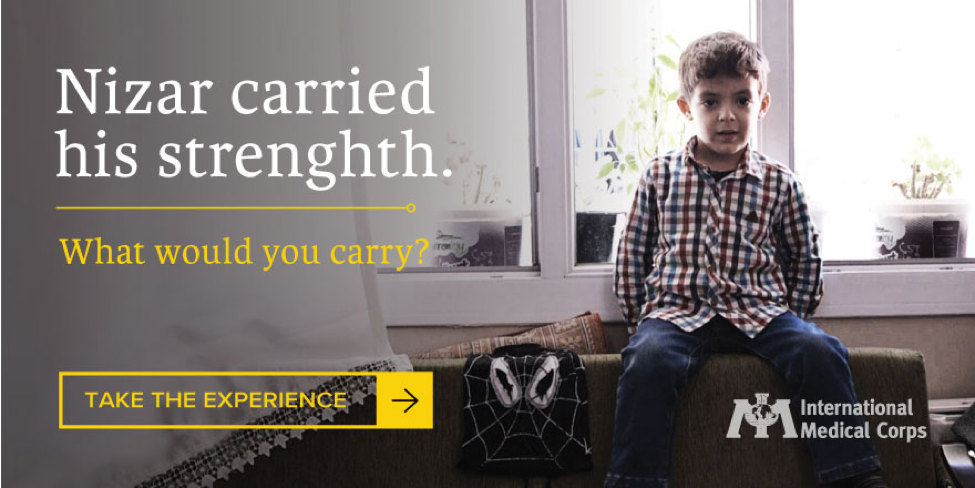 Nizar carried
his strenghth.
What would you carry?
TAKE THE EXPERIENCE
International
Medical Corps